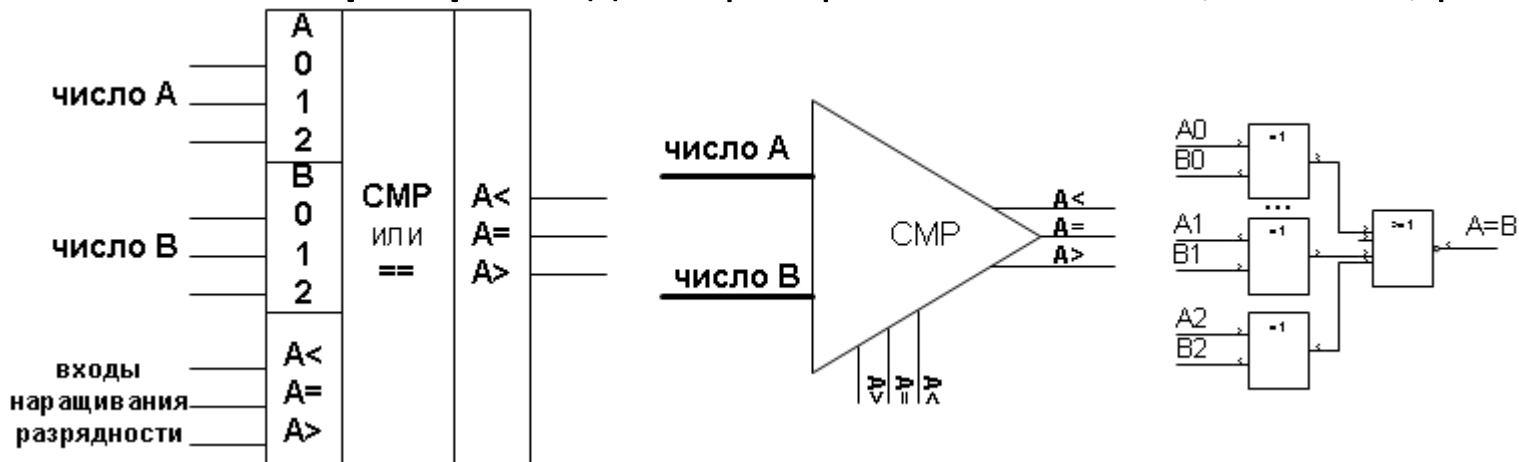 A
0
число A 1
2
B
0
число B 1
2
A<
входы
наращивания A=
разрядности A>
CMP
или
==
A<
A=
A>
число A
число B
CMP
A<
A=
A>
A>
A=
A<
A0
B0
=1
...
A1
B1
=1
A2
B2
=1
>=1
A=B